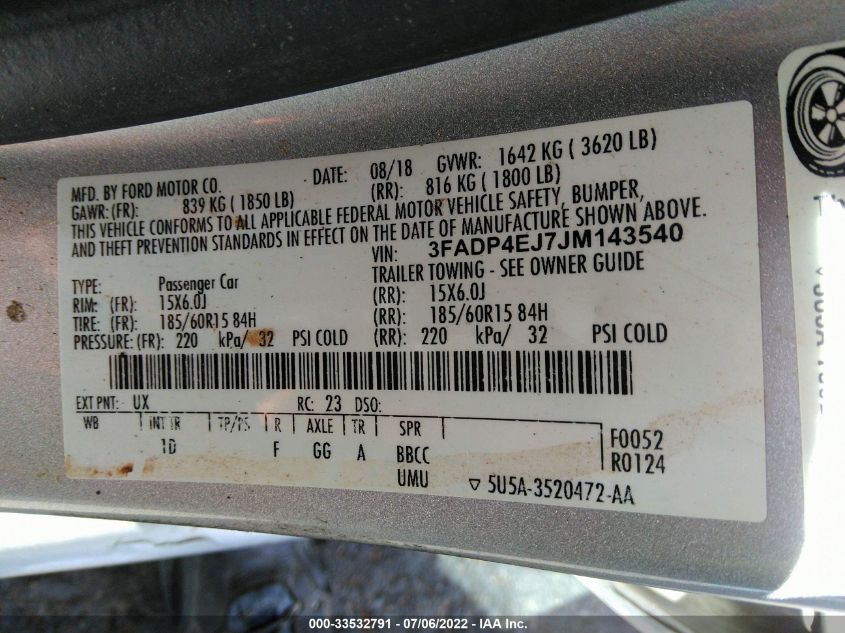 MFD. BY FORD MOTOR CO. DATE: 08/18 GVWR: 1642 KG ( 3620 LB)
GAWR: (FR): 839 KG ( 1850 LB) (RR): 816 KG ( 1800 LB)
THIS VEHICLE CONFORMS TO ALL APPLICABLE FEDERAL MOTOR VEHICLE SAFETY, BUMPER,
AND THEFT PREVENTION STANDARDS IN EFFECT ON THE DATE OF MANUFACTURE SHOWN ABOVE.
VIN: 3FADP4EJ7JM143540
TRAILER TOWING - SEE OWNER GUIDE
TYPE: Passenger Car
RIM: (FR): 15X6.0J (RR): 15X6.0J
TIRE: (FR): 185/60R15 84H (RR): 185/60R15 84H
PRESSURE: (FR): 220 kPa/ 32 PSI COLD (RR): 220 kPa/ 32 PSI COLD
EXT PNT: UX RC: 23 DSO:
WB INT TR TP/PS R AXLE TR SPR
1D F GG A BBCC
UMU
F0052
R0124
▽ 5U5A-3520472-AA
000-33532791 - 07/06/2022 - IAA Inc.